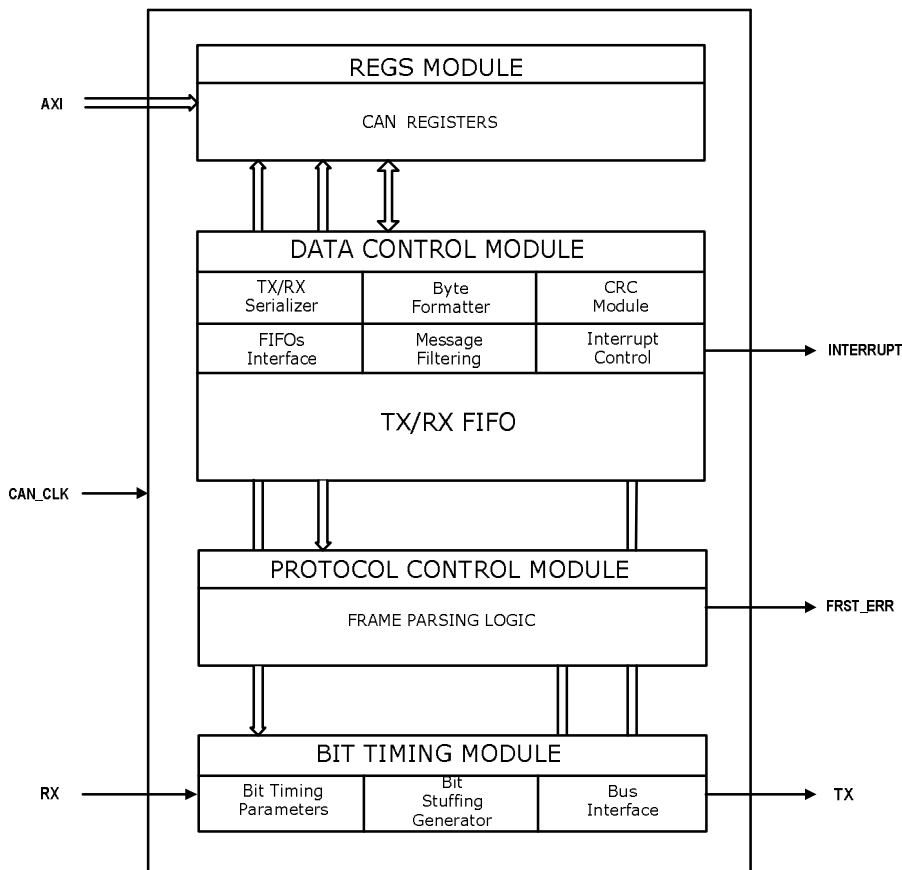 REGS MODULE
AXI
CAN REGISTERS
DATA CONTROL MODULE
TX/RX
Serializer
Byte
Formatter
CRC
Module
FIFOs
Interface
Message
Filtering
Interrupt
Control
INTERRUPT
TX/RX FIFO
CAN_CLK
PROTOCOL CONTROL MODULE
FRAME PARSING LOGIC
FRST_ERR
BIT TIMING MODULE
RX
Bit Timing
Parameters
Bit
Stuffing
Generator
Bus
Interface
TX